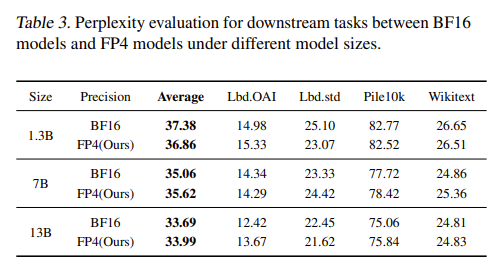 Table 3. Perplexity evaluation for downstream tasks between BF16
models and FP4 models under different model sizes.
Size Precision Average Lbd.OAI Lbd.std Pile10k Wikitext
1.3B BF16 37.38 14.98 25.10 82.77 26.65
FP4(Ours) 36.86 15.33 23.07 82.52 26.51
7B BF16 35.06 14.34 23.33 77.72 24.86
FP4(Ours) 35.62 14.29 24.42 78.42 25.36
13B BF16 33.69 12.42 22.45 75.06 24.81
FP4(Ours) 33.99 13.67 21.62 75.84 24.83